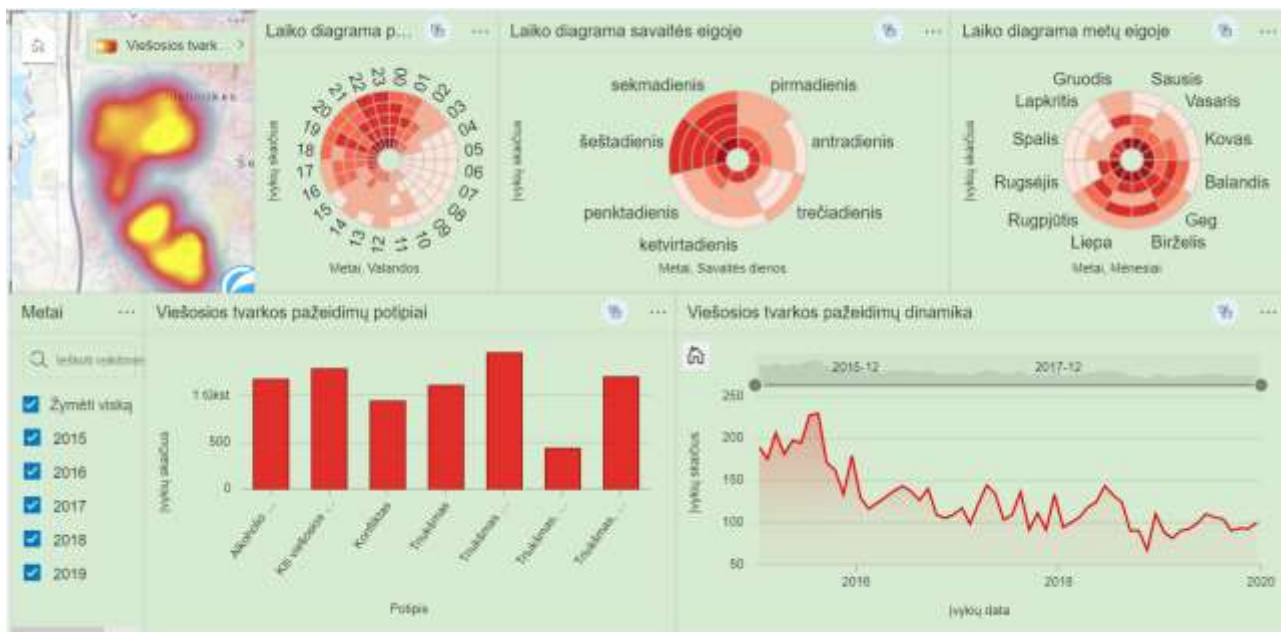 Viešosios tvark...
Laiko diagrama p...
Įvykių skaičius
23 00 01 02 03 04 05 06 07 08 09 10 11 12 13 14 15 16 17 18 19 20 21 22
Metai, Valandos
Laiko diagrama savaitės eigoje
Įvykių skaičius
sekmadienis pirmadienis
šeštadienis antradienis
penktadienis trečiadienis
ketvirtadienis
Metai, Savaitės dienos
Laiko diagrama metų eigoje
Įvykių skaičius
Gruodis Sausis
Lapkritis Vasaris
Spalis Kovas
Rugsėjis Balandis
Rugpjūtis Geg
Liepa Birželis
Metai, Mėnesiai
Metai
Ieškoti
Žymėti viską
2015
2016
2017
2018
2019
Viešosios tvarkos pažeidimų potipiai
Įvykių skaičius
1 tūkst
500
0
Alkoholio ...
Kiti viešosios ...
Konfliktas
Triukšmas
Triukšmas ...
Triukšmas, ...
Triukšmas, ...
Potipis
Viešosios tvarkos pažeidimų dinamika
2015-12 2017-12
Įvykių skaičius
250
200
150
100
50
2016 2018 2020
Įvykių data